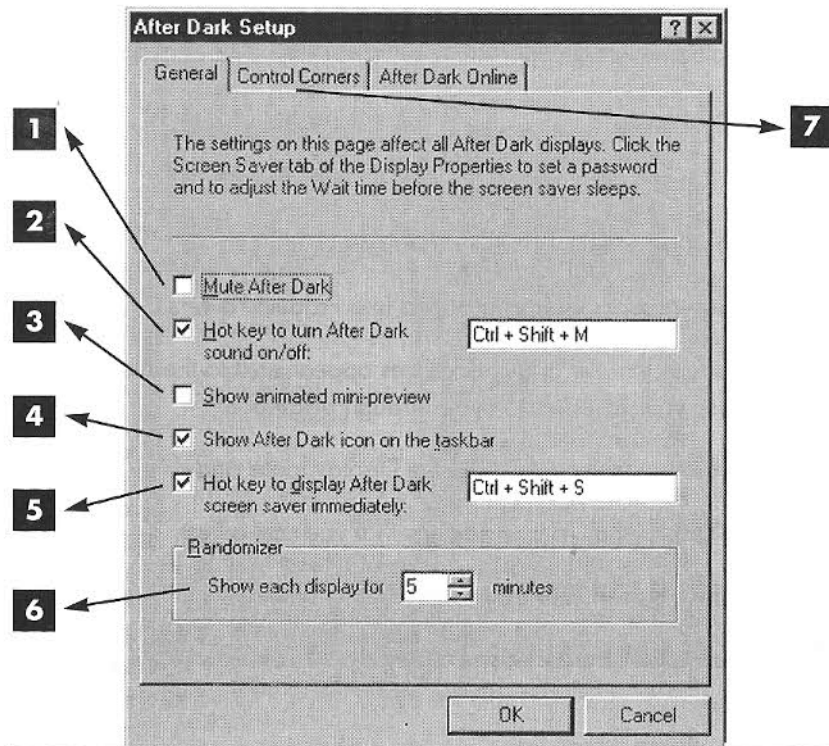 After Dark Setup
General Control Corners After Dark Online
1
7
The settings on this page affect all After Dark displays. Click the
Screen Saver tab of the Display Properties to set a password
and to adjust the Wait time before the screen saver sleeps.
2
Mute After Dark
3
Hot key to turn After Dark
sound on/off:
Ctrl + Shift + M
Show animated mini-preview
4
Show After Dark icon on the taskbar
5
Hot key to display After Dark
screen saver immediately:
Ctrl + Shift + S
Randomizer
6
Show each display for 5 minutes
OK Cancel